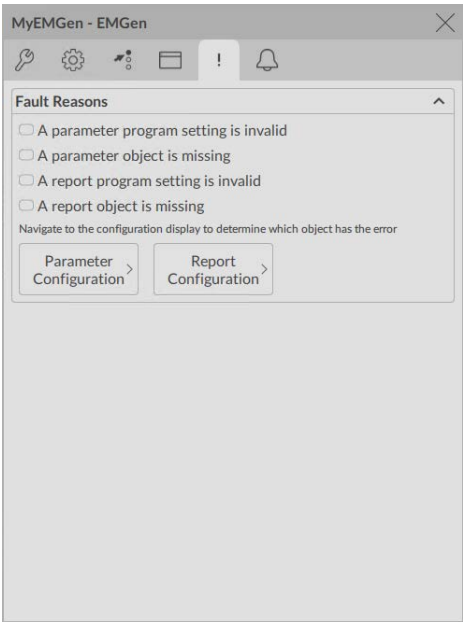 MyEMGen - EMGen
!
Fault Reasons
A parameter program setting is invalid
A parameter object is missing
A report program setting is invalid
A report object is missing
Navigate to the configuration display to determine which object has the error
Parameter
Configuration
Report
Configuration